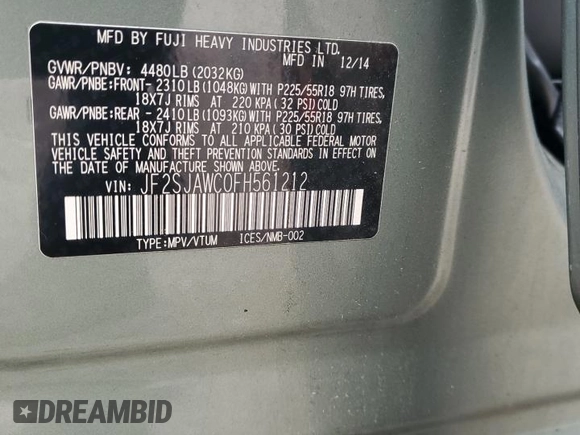 MFD BY FUJI HEAVY INDUSTRIES LTD.
MFD IN 12/14
GVWR/PNBV: 4480LB (2032KG)
GAWR/PNBE:FRONT- 2310LB (1048KG) WITH P225/55R18 97H TIRES,
18X7J RIMS AT 220 KPA (32 PSI) COLD
GAWR/PNBE:REAR - 2410LB (1093KG) WITH P225/55R18 97H TIRES,
18X7J RIMS AT 210 KPA (30 PSI) COLD
THIS VEHICLE CONFORMS TO ALL APPLICABLE FEDERAL MOTOR
VEHICLE SAFETY AND THEFT PREVENTION STANDARDS IN EFFECT ON
THE DATE OF MANUFACTURE SHOWN ABOVE.
VIN: JF2SJAWC0FH561212
TYPE:MPV/VTUM ICES/NMB-002
DREAMBID